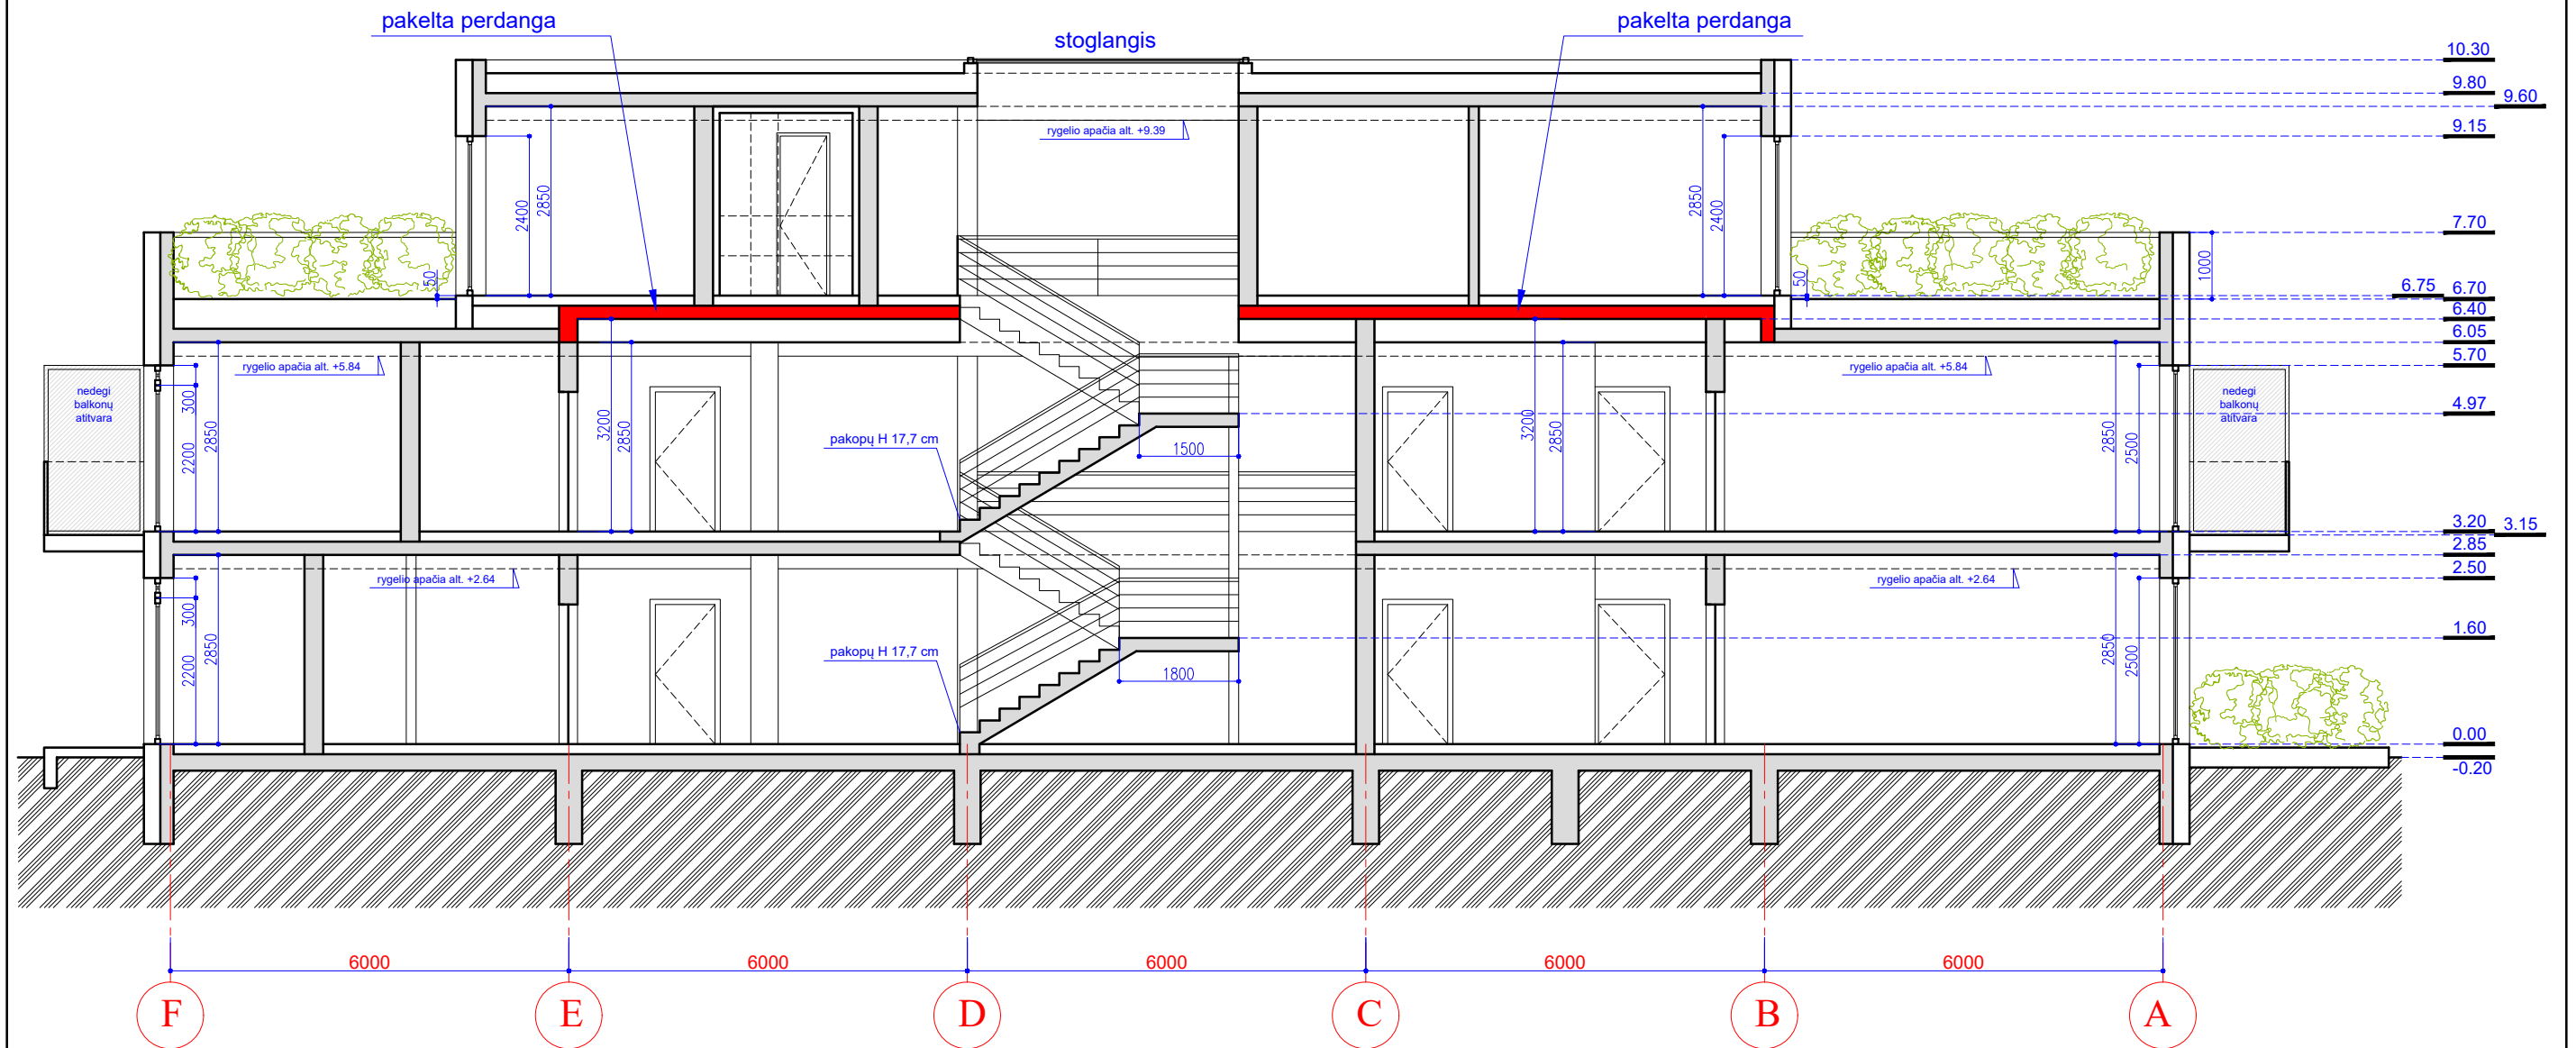 pakelta perdanga
pakelta perdanga
stoglangis
10.30
9.80
9.60
9.15
rygelio apačia alt. +9.39
2400
2850
2850
2400
7.70
1000
50
50
6.75
6.70
6.40
6.05
5.70
4.97
rygelio apačia alt. +5.84
rygelio apačia alt. +5.84
nedegi
balkonų
atitvara
nedegi
balkonų
atitvara
300
2200
2850
3200
2850
pakopų H 17,7 cm
1500
3200
2850
2850
2500
3.20
3.15
2.85
2.50
rygelio apačia alt. +2.64
rygelio apačia alt. +2.64
300
2200
2850
pakopų H 17,7 cm
1800
2850
2500
1.60
0.00
-0.20
6000
6000
6000
6000
6000
F
E
D
C
B
A